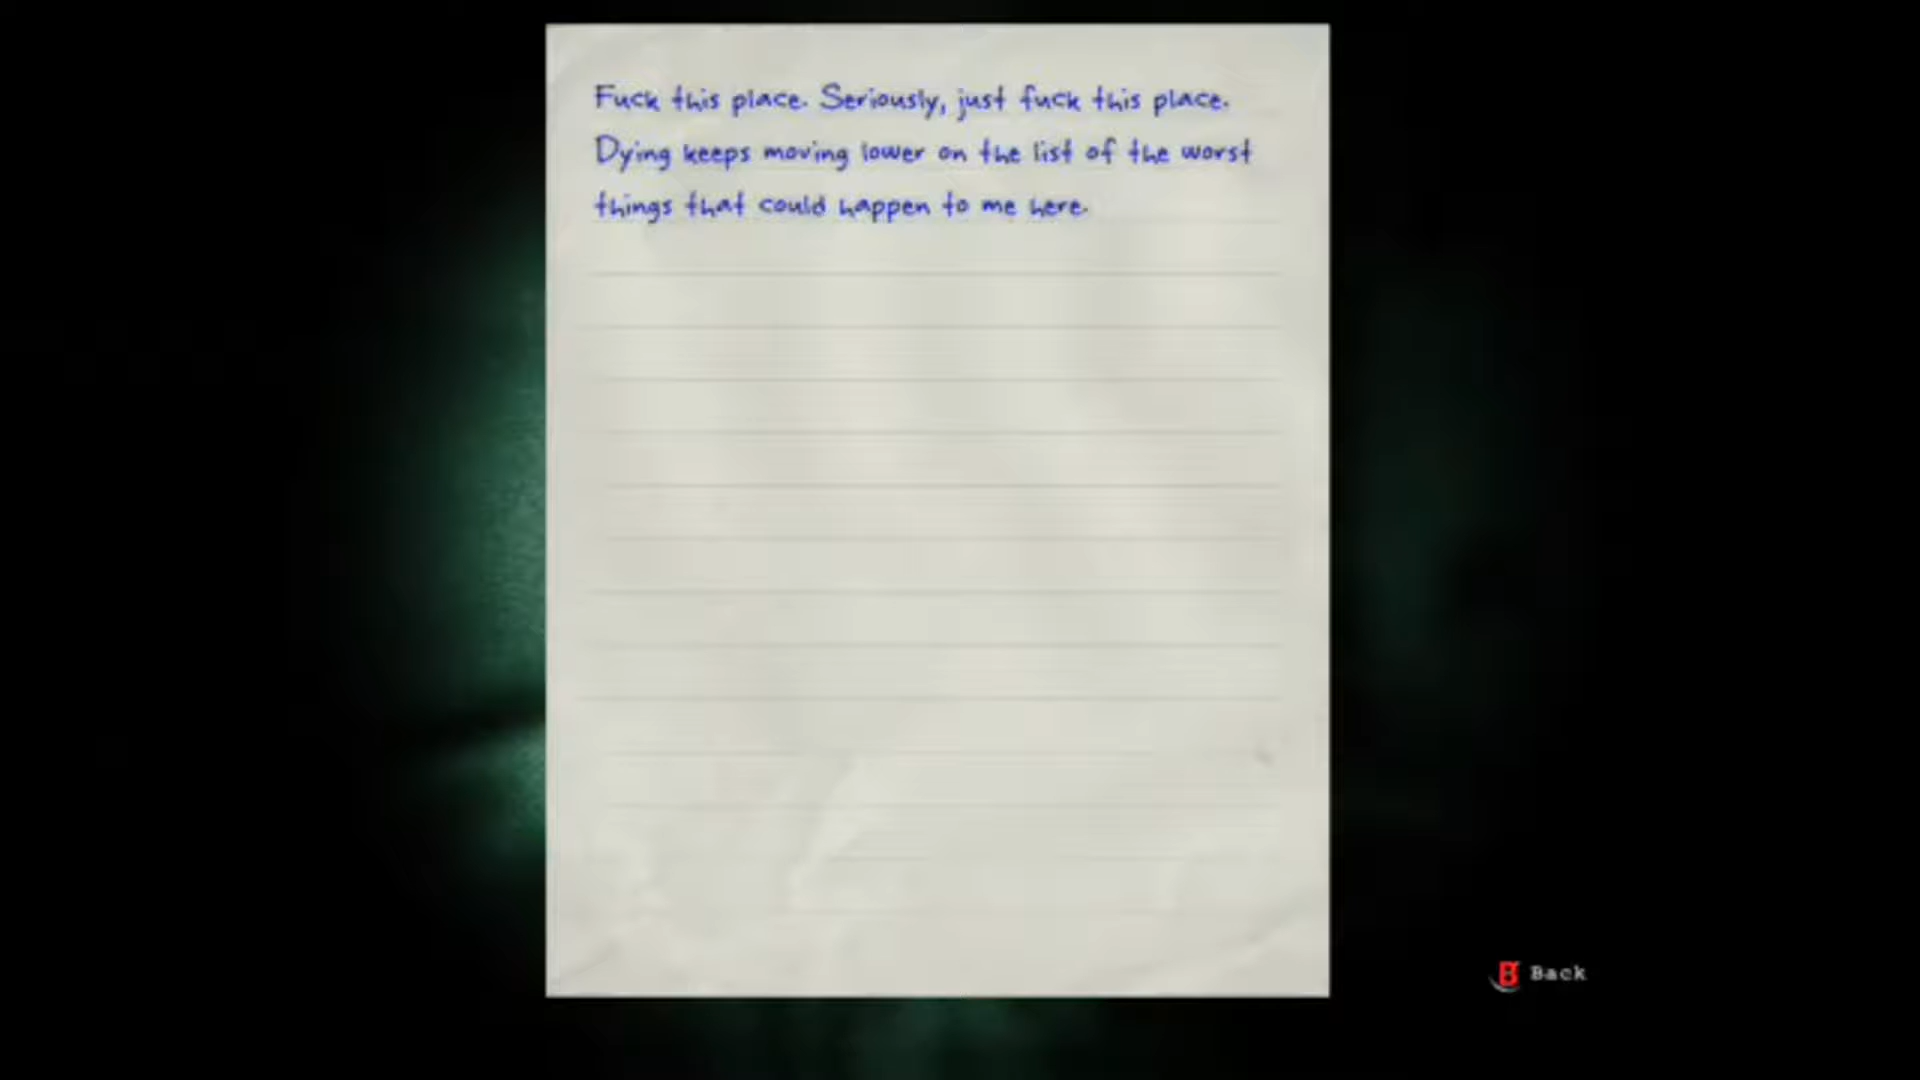 Fuck this place. Seriously, just fuck this place.
Dying keeps moving lower on the list of the worst
things that could happen to me here.
B Back